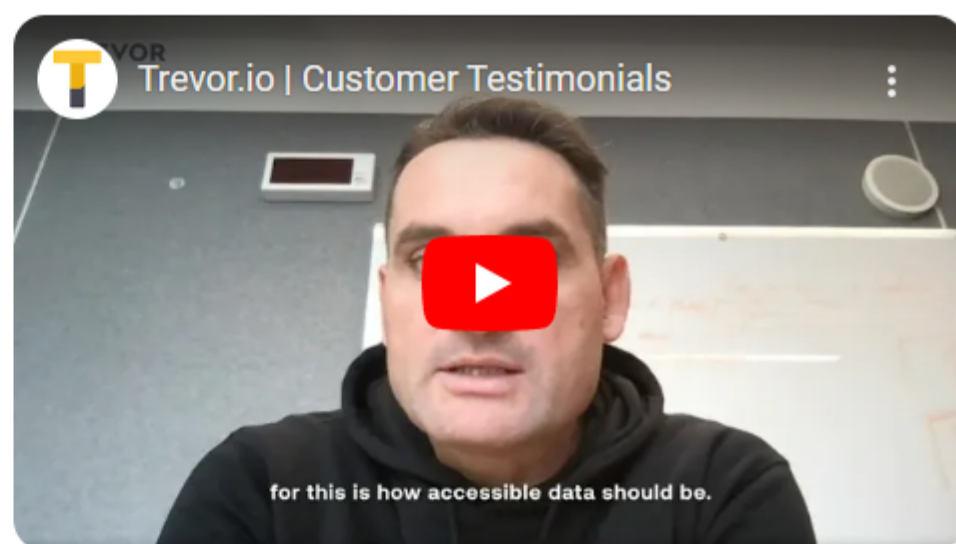 Trevor.io | Customer Testimonials
for this is how accessible data should be.